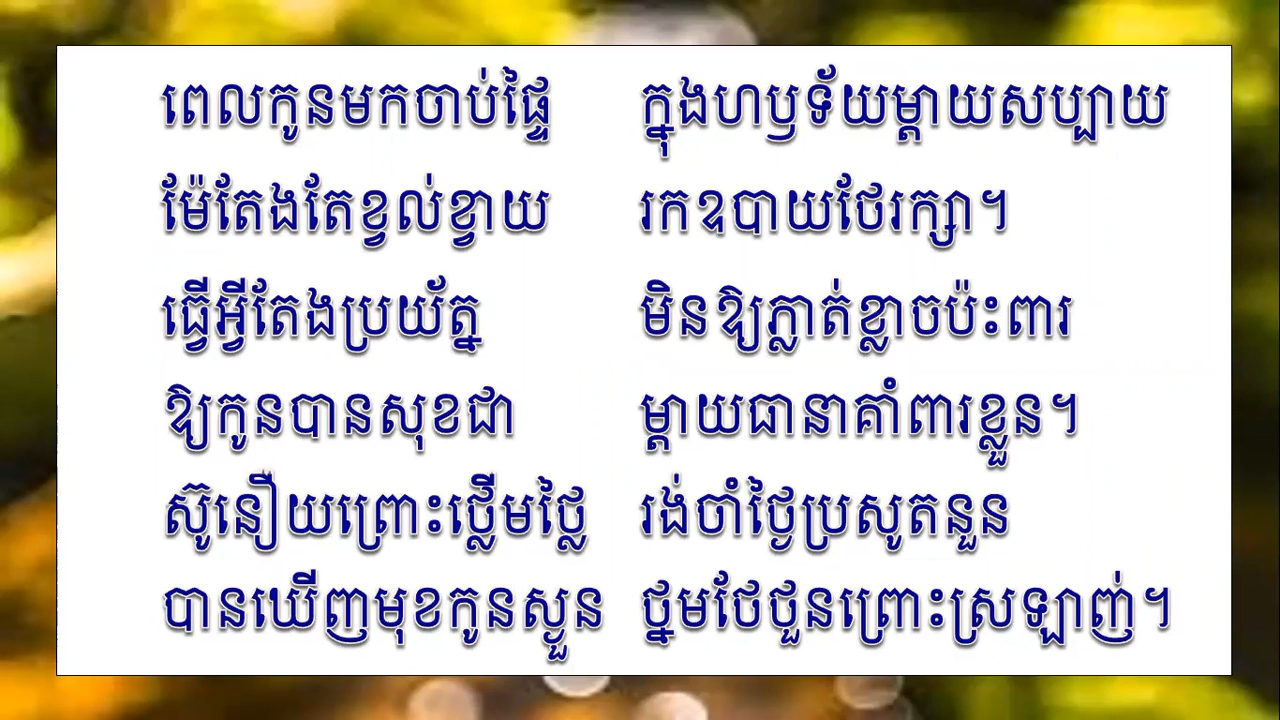 ពេលកូនមកចាប់ផ្ទៃ ក្នុងហឫទ័យម្តាយសប្បាយ
ម៉ែតែងតែខ្វល់ខ្វាយ រកឧបាយថែរក្សា។
ធ្វើអ្វីតែងប្រយ័ត្ន មិនឱ្យភ្លាត់ខ្លាចប៉ះពារ
ឱ្យកូនបានសុខជា ម្តាយធានាគាំពារខ្លួន។
ស៊ូនឿយព្រោះថ្លើមថ្លៃ រង់ចាំថ្ងៃប្រសូតនួន
បានឃើញមុខកូនស្ងួន ថ្នមថែថួនព្រោះស្រឡាញ់។